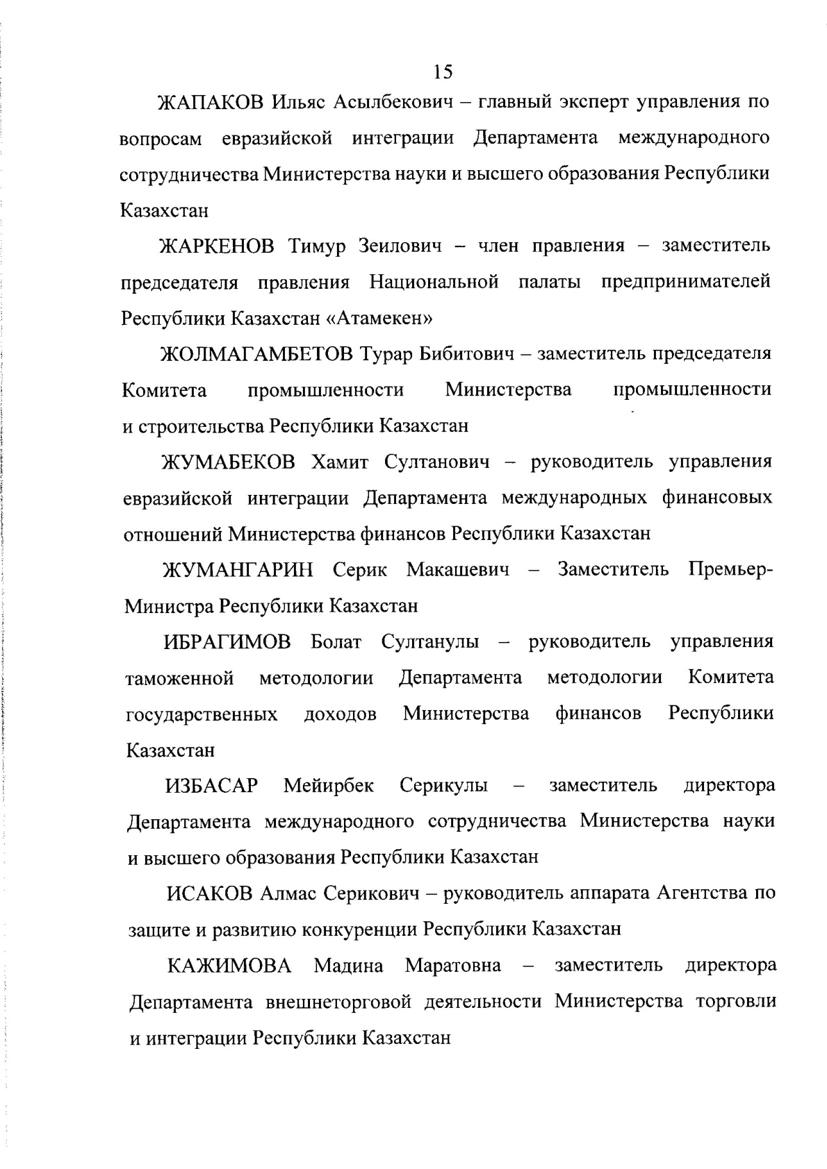 15
ЖАПАКОВ Ильяс Асылбекович – главный эксперт управления по
вопросам евразийской интеграции Департамента международного
сотрудничества Министерства науки и высшего образования Республики
Казахстан
ЖАРКЕНОВ Тимур Зеилович – член правления – заместитель
председателя правления Национальной палаты предпринимателей
Республики Казахстан «Атамекен»
ЖОЛМАГАМБЕТОВ Турар Бибитович – заместитель председателя
Комитета промышленности Министерства промышленности
и строительства Республики Казахстан
ЖУМАБЕКОВ Хамит Султанович – руководитель управления
евразийской интеграции Департамента международных финансовых
отношений Министерства финансов Республики Казахстан
ЖУМАНГАРИН Серик Макашевич – Заместитель Премьер-
Министра Республики Казахстан
ИБРАГИМОВ Болат Султанулы – руководитель управления
таможенной методологии Департамента методологии Комитета
государственных доходов Министерства финансов Республики
Казахстан
ИЗБАСАР Мейирбек Серикулы – заместитель директора
Департамента международного сотрудничества Министерства науки
и высшего образования Республики Казахстан
ИСАКОВ Алмас Серикович – руководитель аппарата Агентства по
защите и развитию конкуренции Республики Казахстан
КАЖИМОВА Мадина Маратовна – заместитель директора
Департамента внешнеторговой деятельности Министерства торговли
и интеграции Республики Казахстан